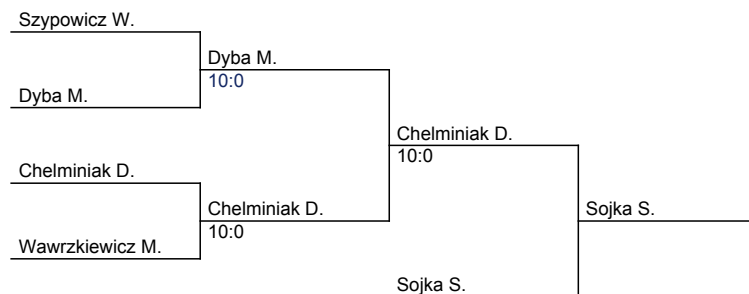 Szypowicz W.
Dyba M.
10:0
Dyba M.
Chelminiak D.
10:0
Chelminiak D.
Chelminiak D.
10:0
Sojka S.
Wawrzkiewicz M.
Sojka S.